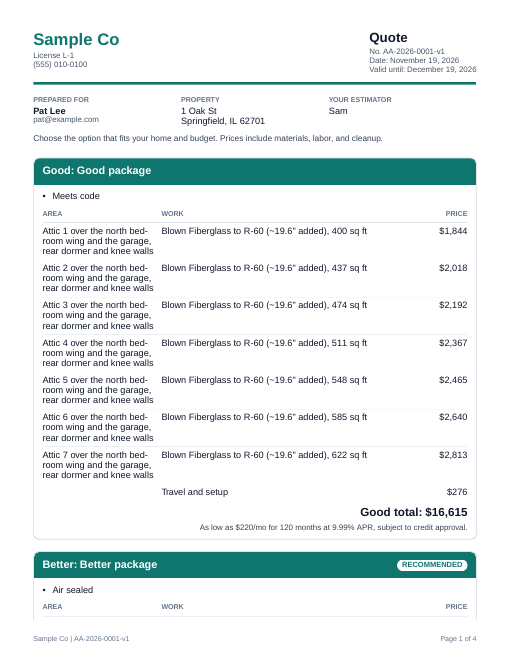 Sample Co
License L-1
(555) 010-0100
Quote
No. AA-2026-0001-v1
Date: November 19, 2026
Valid until: December 19, 2026
PREPARED FOR
Pat Lee
pat@example.com
PROPERTY
1 Oak St
Springfield, IL 62701
YOUR ESTIMATOR
Sam
Choose the option that fits your home and budget. Prices include materials, labor, and cleanup.
Good: Good package
• Meets code
AREA WORK PRICE
Attic 1 over the north bed- Blown Fiberglass to R-60 (~19.6" added), 400 sq ft $1,844
room wing and the garage,
rear dormer and knee walls
Attic 2 over the north bed- Blown Fiberglass to R-60 (~19.6" added), 437 sq ft $2,018
room wing and the garage,
rear dormer and knee walls
Attic 3 over the north bed- Blown Fiberglass to R-60 (~19.6" added), 474 sq ft $2,192
room wing and the garage,
rear dormer and knee walls
Attic 4 over the north bed- Blown Fiberglass to R-60 (~19.6" added), 511 sq ft $2,367
room wing and the garage,
rear dormer and knee walls
Attic 5 over the north bed- Blown Fiberglass to R-60 (~19.6" added), 548 sq ft $2,465
room wing and the garage,
rear dormer and knee walls
Attic 6 over the north bed- Blown Fiberglass to R-60 (~19.6" added), 585 sq ft $2,640
room wing and the garage,
rear dormer and knee walls
Attic 7 over the north bed- Blown Fiberglass to R-60 (~19.6" added), 622 sq ft $2,813
room wing and the garage,
rear dormer and knee walls
Travel and setup $276
Good total: $16,615
As low as $220/mo for 120 months at 9.99% APR, subject to credit approval.
Better: Better package RECOMMENDED
• Air sealed
AREA WORK PRICE
Sample Co | AA-2026-0001-v1 Page 1 of 4